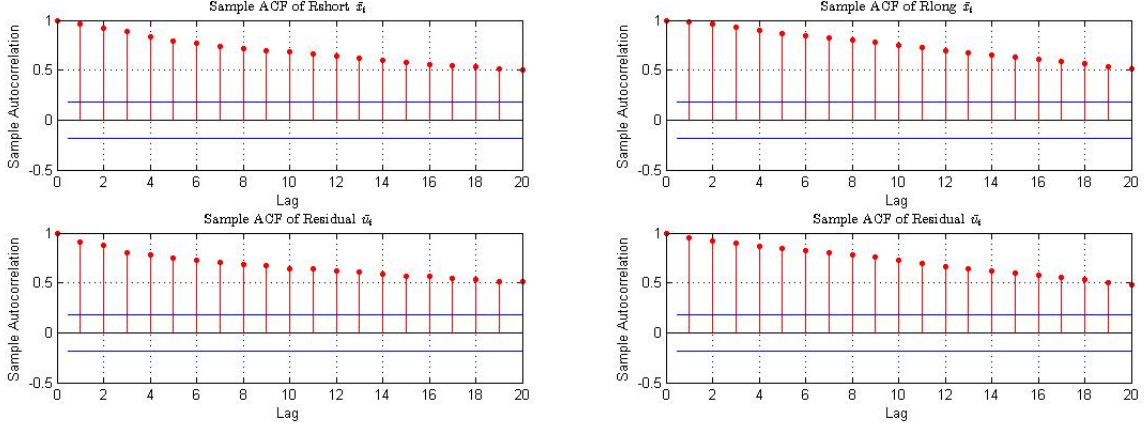 Sample ACF of Rshort x̄ₜ
Sample Autocorrelation
1
0.5
0
-0.5
0 2 4 6 8 10 12 14 16 18 20
Lag
Sample ACF of Rlong x̄ₜ
Sample Autocorrelation
1
0.5
0
-0.5
0 2 4 6 8 10 12 14 16 18 20
Lag
Sample ACF of Residual ūₜ
Sample Autocorrelation
1
0.5
0
-0.5
0 2 4 6 8 10 12 14 16 18 20
Lag
Sample ACF of Residual ūₜ
Sample Autocorrelation
1
0.5
0
-0.5
0 2 4 6 8 10 12 14 16 18 20
Lag